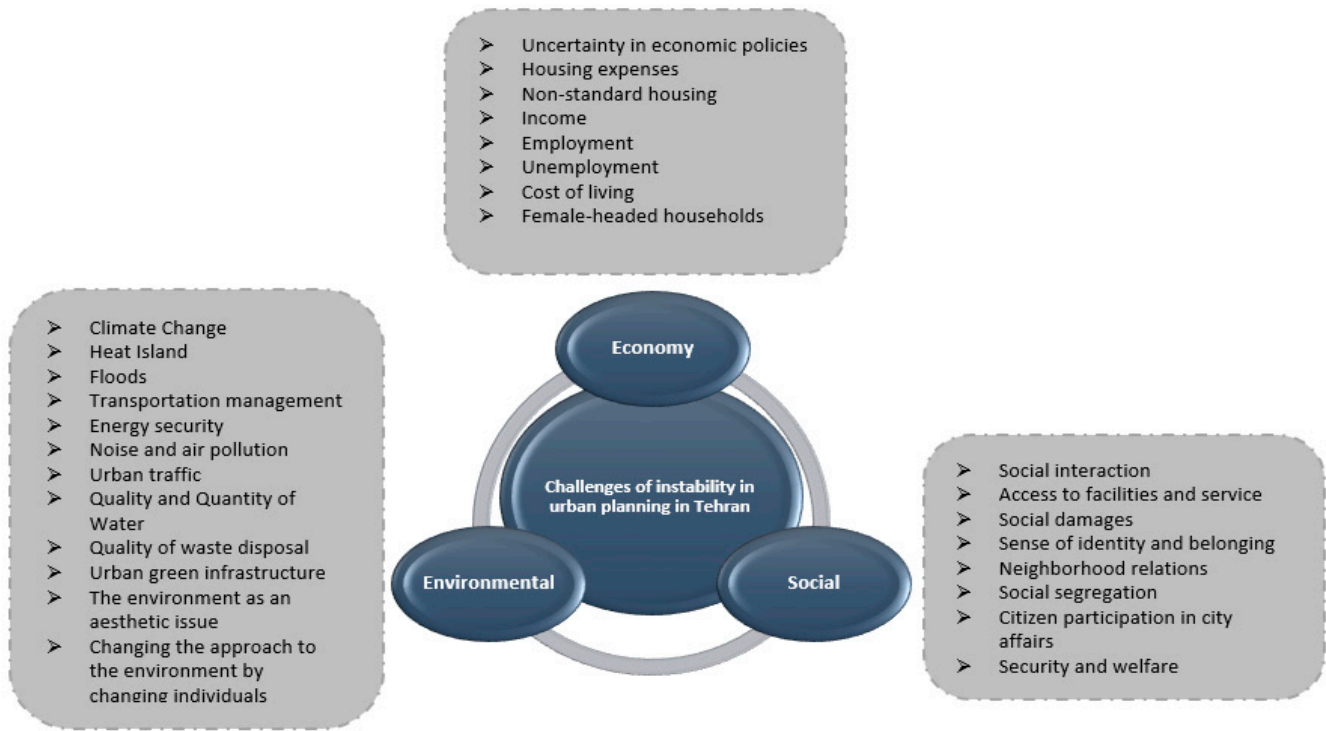 Uncertainty in economic policies
Housing expenses
Non-standard housing
Income
Employment
Unemployment
Cost of living
Female-headed households
Economy
Challenges of instability in
urban planning in Tehran
Environmental
Social
Climate Change
Heat Island
Floods
Transportation management
Energy security
Noise and air pollution
Urban traffic
Quality and Quantity of
Water
Quality of waste disposal
Urban green infrastructure
The environment as an
aesthetic issue
Changing the approach to
the environment by
changing individuals
Social interaction
Access to facilities and service
Social damages
Sense of identity and belonging
Neighborhood relations
Social segregation
Citizen participation in city
affairs
Security and welfare